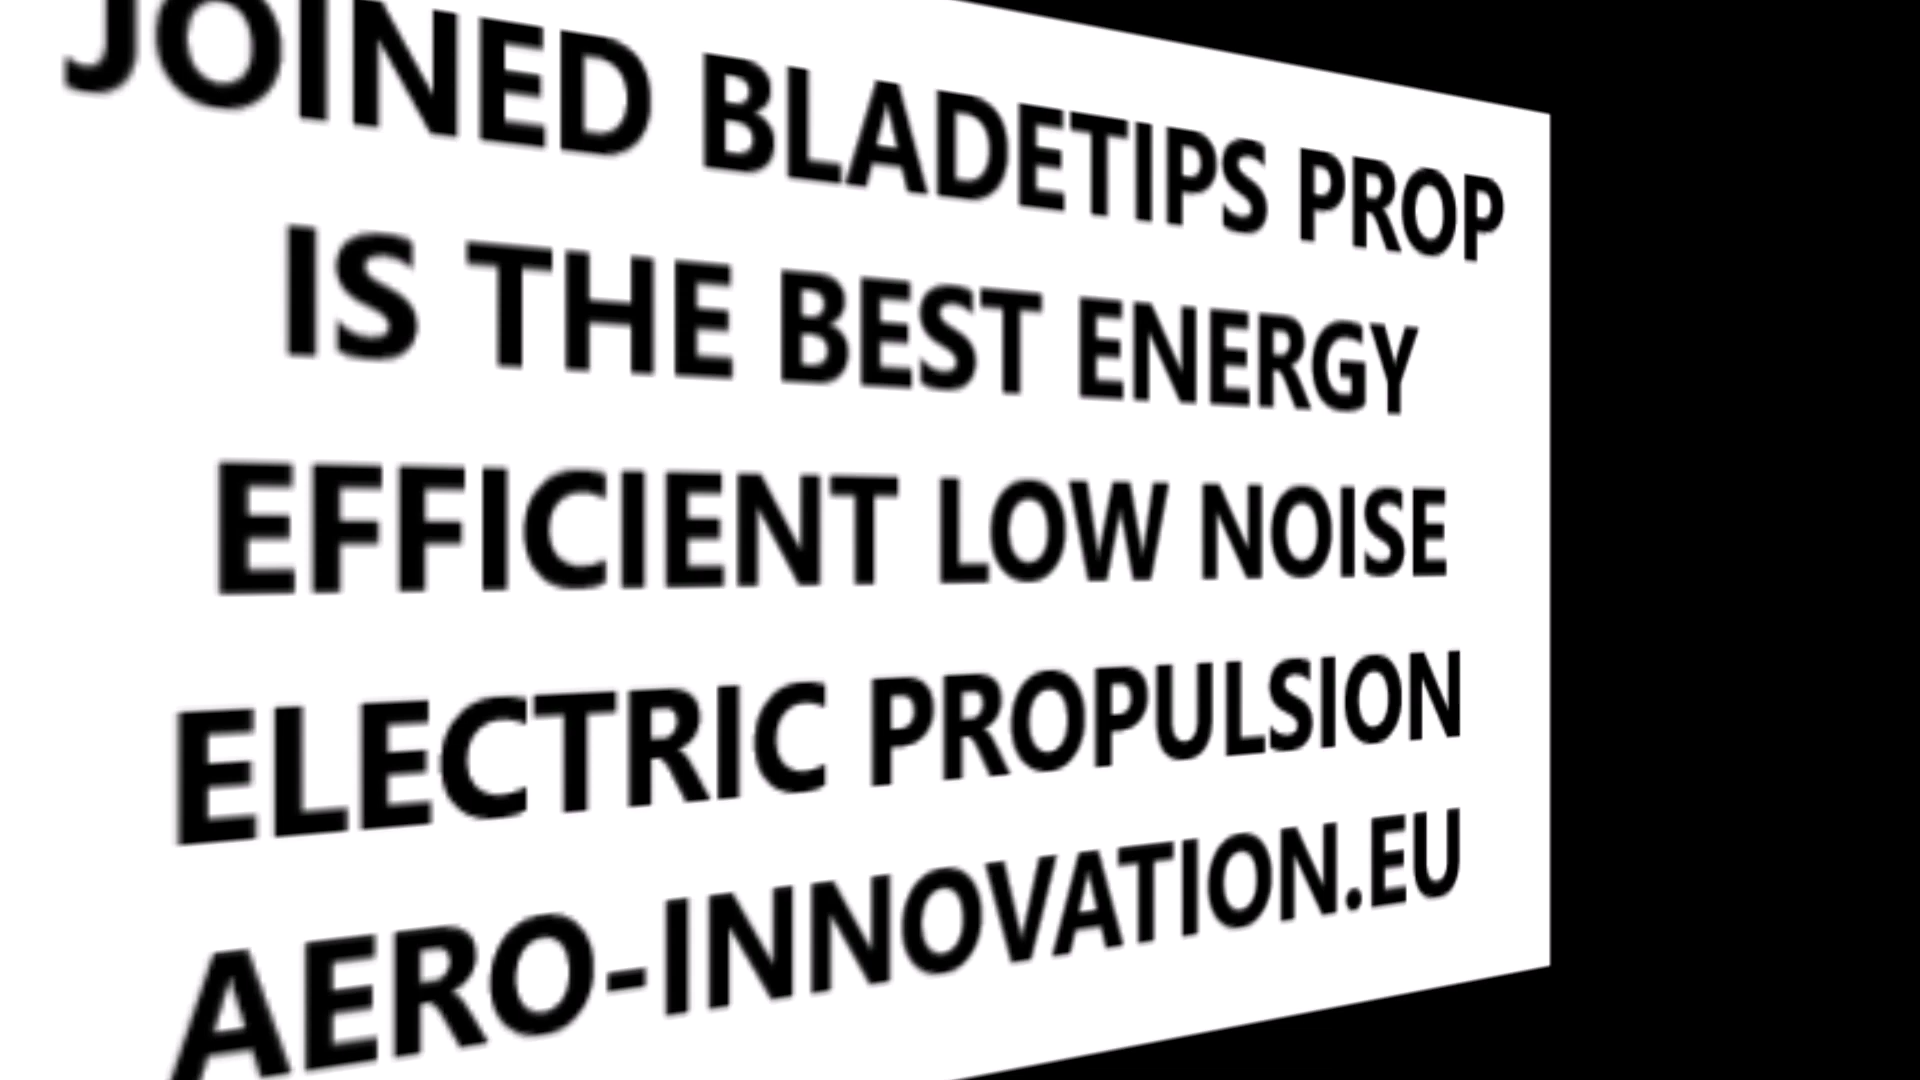 JOINED BLADETIPS PROP
IS THE BEST ENERGY
EFFICIENT LOW NOISE
ELECTRIC PROPULSION
AERO-INNOVATION.EU